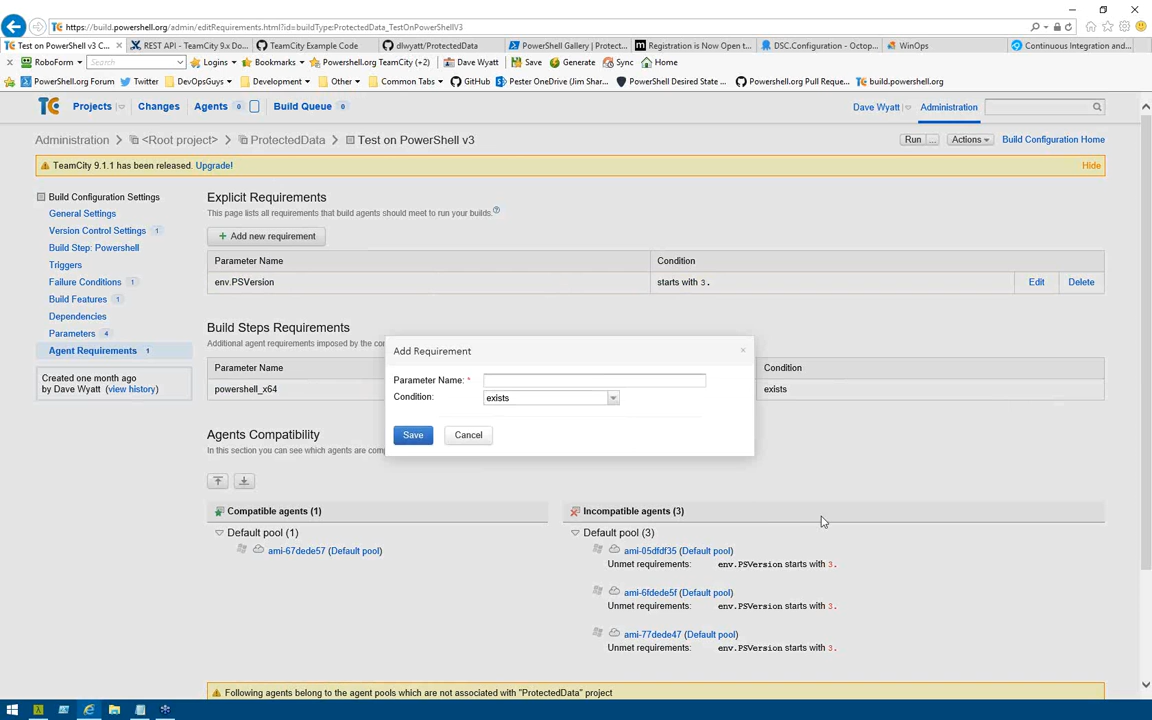 https://build.powershell.org/admin/editRequirements.html?id=buildType:ProtectedData_TestOnPowerShellV3
Test on PowerShell v3 C... × REST API - TeamCity 9.x Do... TeamCity Example Code dlwyatt/ProtectedData PowerShell Gallery | Protect... Registration is Now Open t... DSC.Configuration - Octop... WinOps Continuous Integration and...
× RoboForm Search Logins Bookmarks Powershell.org TeamCity (+2) Dave Wyatt Save Generate Sync Home
PowerShell.org Forum Twitter DevOpsGuys Development Other Common Tabs GitHub Pester OneDrive (Jim Shar... PowerShell Desired State ... Powershell.org Pull Reque... build.powershell.org
TC Projects Changes Agents 0 Build Queue 0 Dave Wyatt Administration
Administration <Root project> ProtectedData Test on PowerShell v3 Run ... Actions Build Configuration Home
TeamCity 9.1.1 has been released. Upgrade! Hide
Build Configuration Settings
General Settings
Version Control Settings 1
Build Step: Powershell
Triggers
Failure Conditions 1
Build Features 1
Dependencies
Parameters 4
Agent Requirements 1
Created one month ago
by Dave Wyatt (view history)
Explicit Requirements
This page lists all requirements that build agents should meet to run your builds.
+ Add new requirement
Parameter Name Condition
env.PSVersion starts with 3. Edit Delete
Build Steps Requirements
Additional agent requirements imposed by the co
Parameter Name Condition
powershell_x64 exists
Add Requirement ×
Parameter Name: *
Condition: exists
Save Cancel
Agents Compatibility
In this section you can see which agents are comp
Compatible agents (1)
Default pool (1)
ami-67dede57 (Default pool)
Incompatible agents (3)
Default pool (3)
ami-05dfdf35 (Default pool)
Unmet requirements: env.PSVersion starts with 3.
ami-6fdede5f (Default pool)
Unmet requirements: env.PSVersion starts with 3.
ami-77dede47 (Default pool)
Unmet requirements: env.PSVersion starts with 3.
Following agents belong to the agent pools which are not associated with "ProtectedData" project